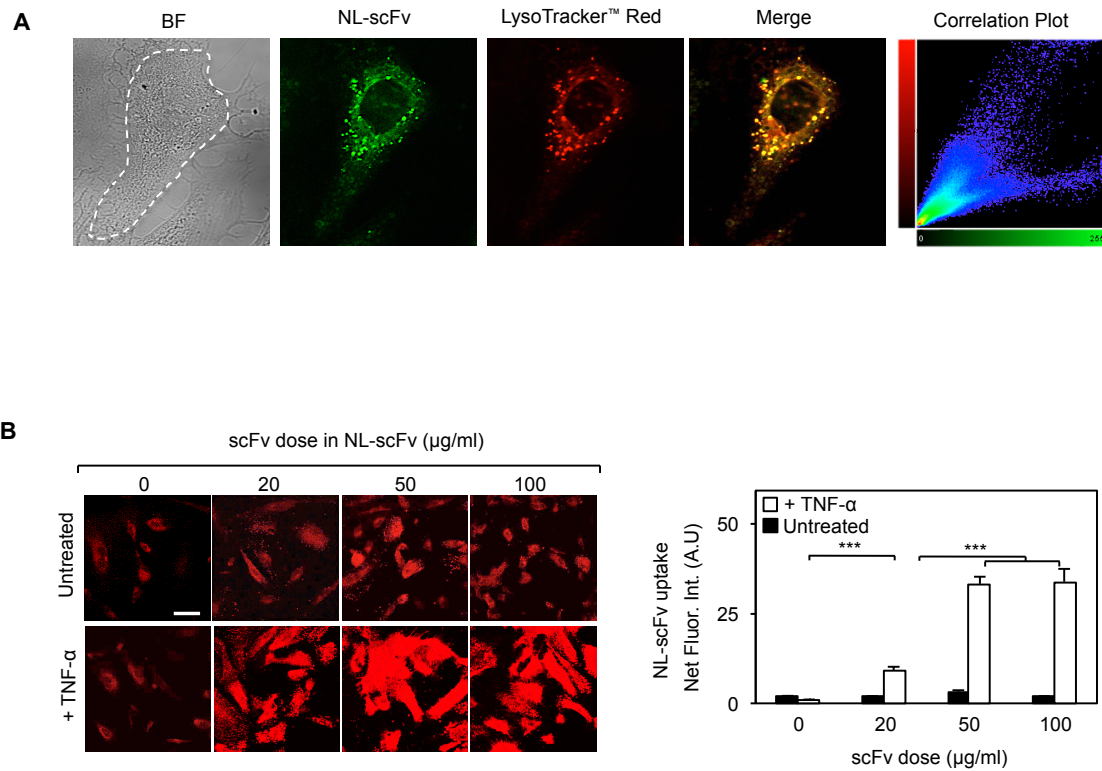 A
BF
NL-scFv
LysoTracker™ Red
Merge
Correlation Plot
0
256
B
scFv dose in NL-scFv (µg/ml)
0 20 50 100
Untreated
+ TNF-α
NL-scFv uptake
Net Fluor. Int. (A.U)
50
25
0
+ TNF-α
Untreated
***
***
0 20 50 100
scFv dose (µg/ml)